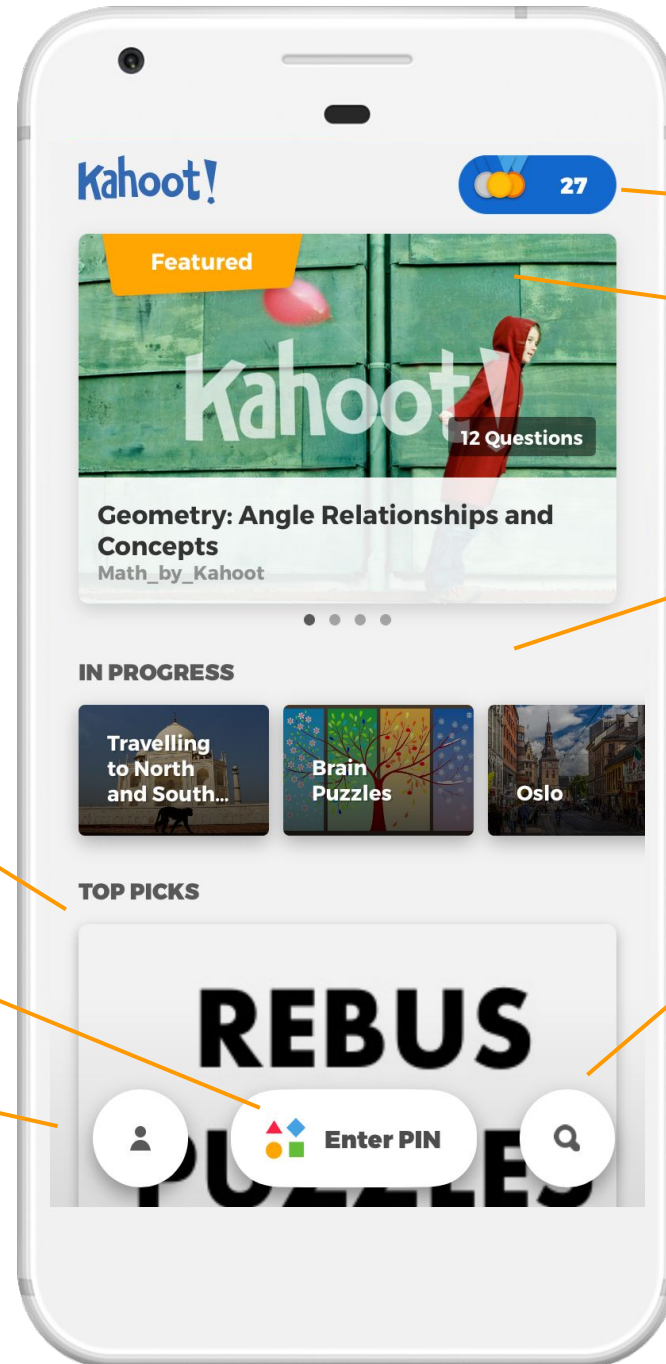 Kahoot!
27
Featured
Kahoot!
12 Questions
Geometry: Angle Relationships and
Concepts
Math_by_Kahoot
IN PROGRESS
Travelling
to North
and South...
Brain
Puzzles
Oslo
TOP PICKS
REBUS
PUZZLES
Enter PIN